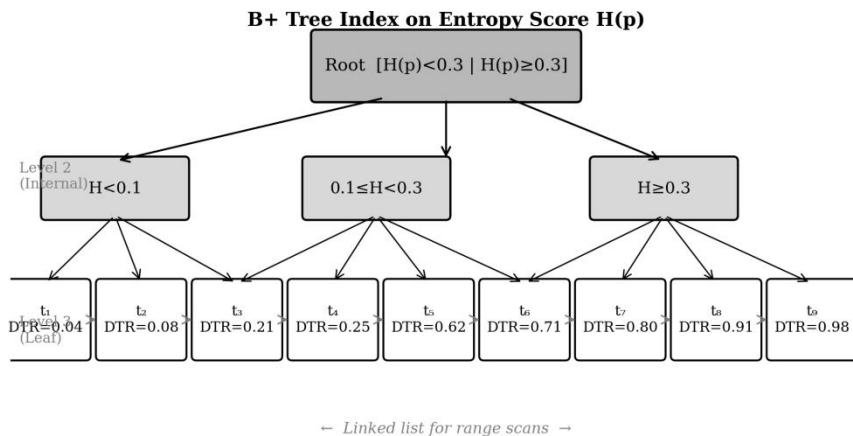 B+ Tree Index on Entropy Score H(p)
Root [H(p)<0.3 | H(p)≥0.3]
Level 2
(Internal)
H<0.1
0.1≤H<0.3
H≥0.3
t₁
DTR=0.04
t₂
DTR=0.08
t₃
DTR=0.21
t₄
DTR=0.25
t₅
DTR=0.62
t₆
DTR=0.71
t₇
DTR=0.80
t₈
DTR=0.91
t₉
DTR=0.98
Level 3
(Leaf)
← Linked list for range scans →